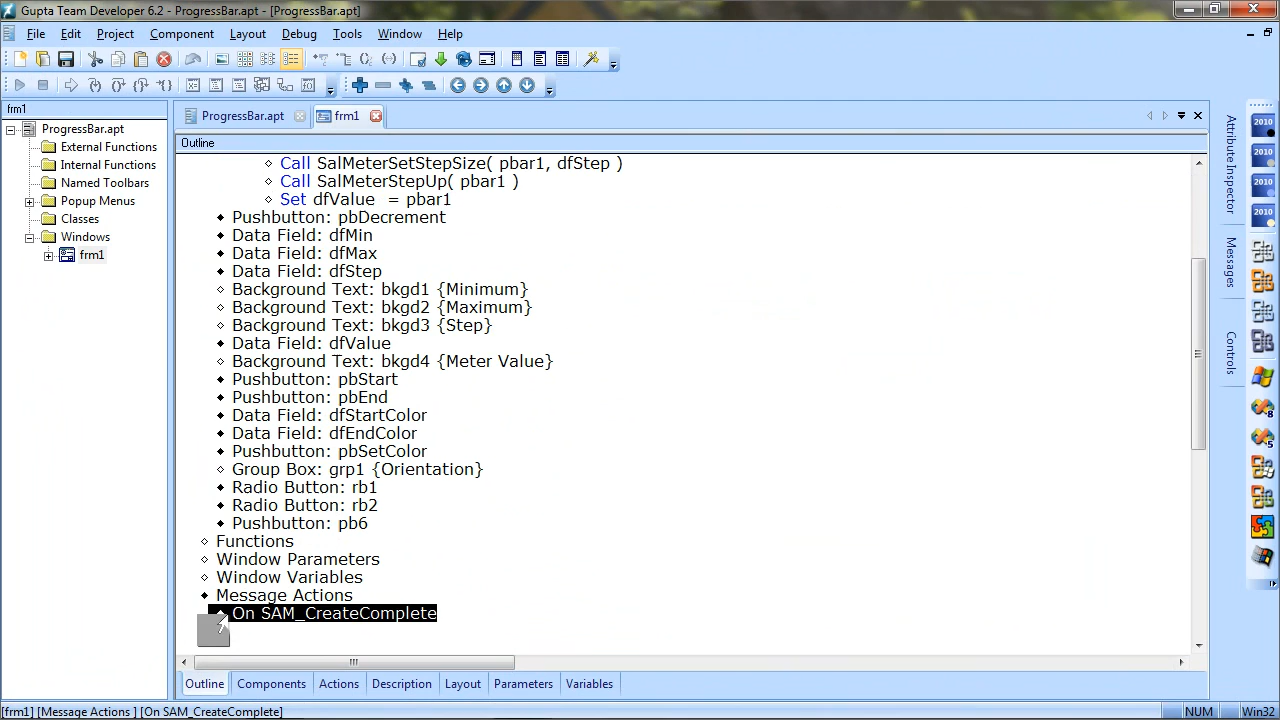 Gupta Team Developer 6.2 - ProgressBar.apt - [ProgressBar.apt]
File Edit Project Component Layout Debug Tools Window Help
frm1
ProgressBar.apt
External Functions
Internal Functions
Named Toolbars
Popup Menus
Classes
Windows
frm1
ProgressBar.apt
frm1
Outline
Call SalMeterSetStepSize( pbar1, dfStep )
Call SalMeterStepUp( pbar1 )
Set dfValue = pbar1
Pushbutton: pbDecrement
Data Field: dfMin
Data Field: dfMax
Data Field: dfStep
Background Text: bkgd1 {Minimum}
Background Text: bkgd2 {Maximum}
Background Text: bkgd3 {Step}
Data Field: dfValue
Background Text: bkgd4 {Meter Value}
Pushbutton: pbStart
Pushbutton: pbEnd
Data Field: dfStartColor
Data Field: dfEndColor
Pushbutton: pbSetColor
Group Box: grp1 {Orientation}
Radio Button: rb1
Radio Button: rb2
Pushbutton: pb6
Functions
Window Parameters
Window Variables
Message Actions
On SAM_CreateComplete
Outline Components Actions Description Layout Parameters Variables
Attribute Inspector
Messages
Controls
2010
2010
2010
2010
8
5
[frm1] [Message Actions ] [On SAM_CreateComplete]
NUM
Win32